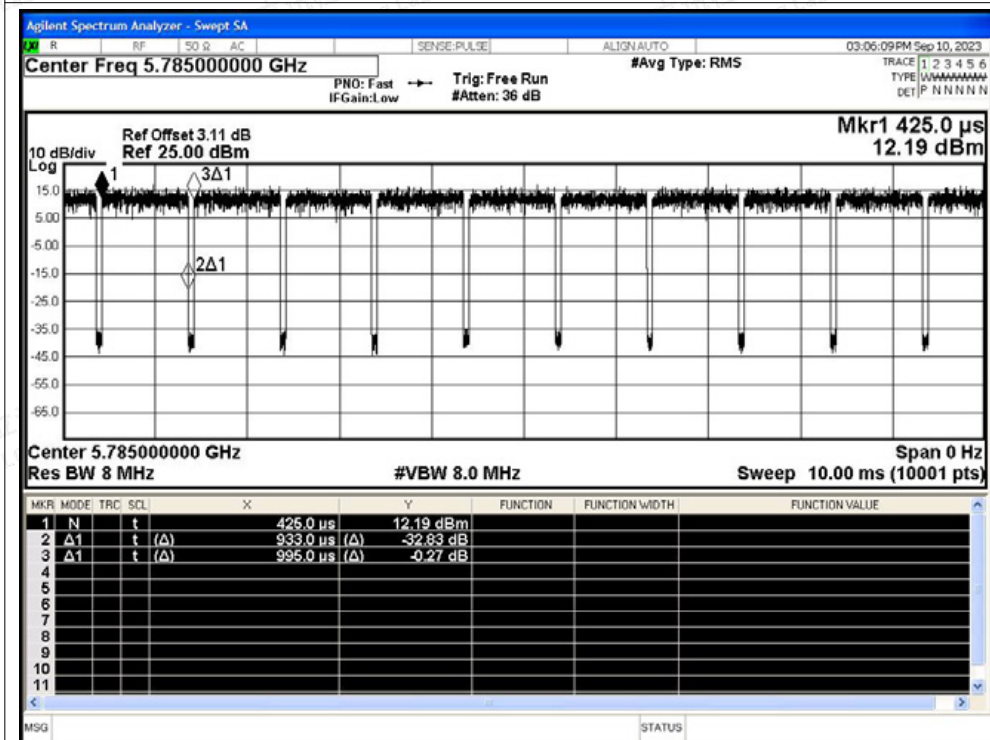 Agilent Spectrum Analyzer - Swept SA
R RF 50 Ω AC SENSE:PULSE ALIGN AUTO 03:06:09 PM Sep 10, 2023
Center Freq 5.785000000 GHz #Avg Type: RMS TRACE 1 2 3 4 5 6
PNO: Fast Trig: Free Run TYPE
IFGain:Low #Atten: 36 dB DET P N N N N N
Mkr1 425.0 µs
Ref Offset 3.11 dB
10 dB/div Ref 25.00 dBm 12.19 dBm
Log
1 3Δ1
15.0
5.00
-5.00
2Δ1
-15.0
-25.0
-35.0
-45.0
-55.0
-65.0
Center 5.785000000 GHz Span 0 Hz
Res BW 8 MHz #VBW 8.0 MHz Sweep 10.00 ms (10001 pts)
MKR MODE TRC SCL X Y FUNCTION FUNCTION WIDTH FUNCTION VALUE
1 N t 425.0 µs 12.19 dBm
2 Δ1 t (Δ) 933.0 µs (Δ) -32.83 dB
3 Δ1 t (Δ) 995.0 µs (Δ) -0.27 dB
4
5
6
7
8
9
10
11
MSG STATUS